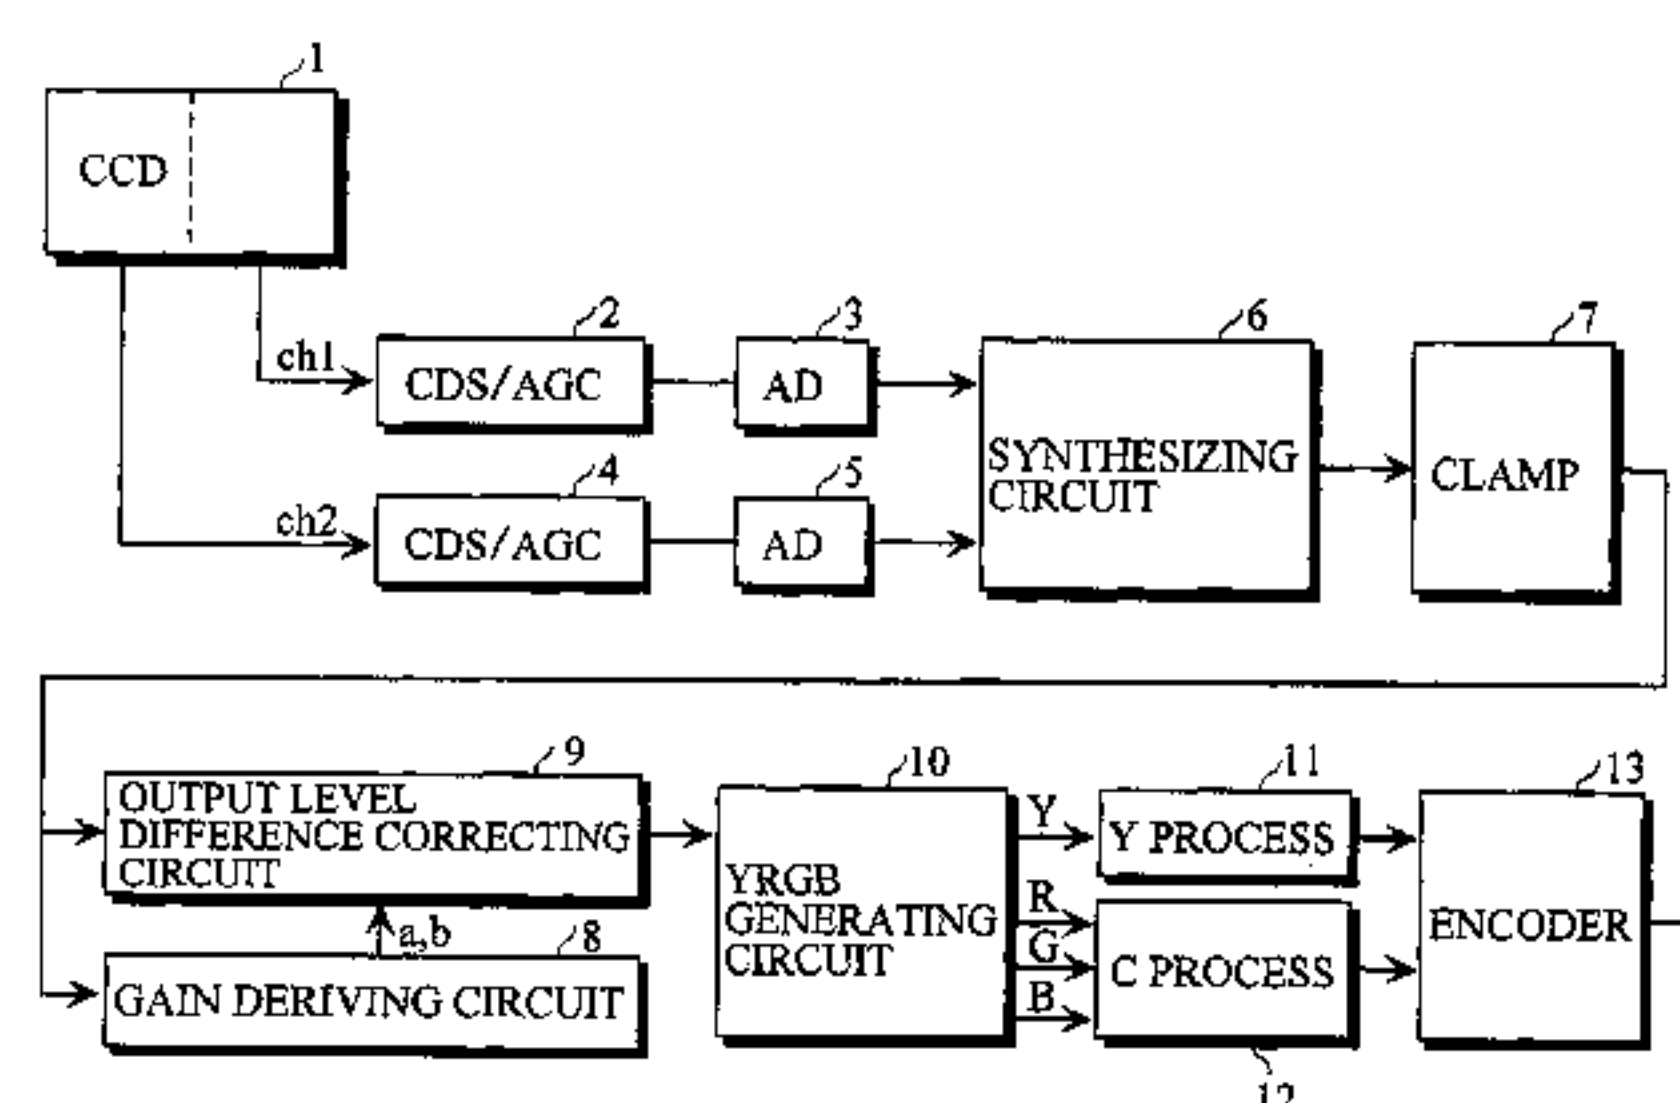 1
CCD
ch1
2
CDS/AGC
3
AD
6
SYNTHESIZING
CIRCUIT
7
CLAMP
ch2
4
CDS/AGC
5
AD
9
OUTPUT LEVEL
DIFFERENCE CORRECTING
CIRCUIT
a,b
8
GAIN DERIVING CIRCUIT
10
YRGB
GENERATING
CIRCUIT
Y
R
G
B
11
Y PROCESS
C PROCESS
12
13
ENCODER